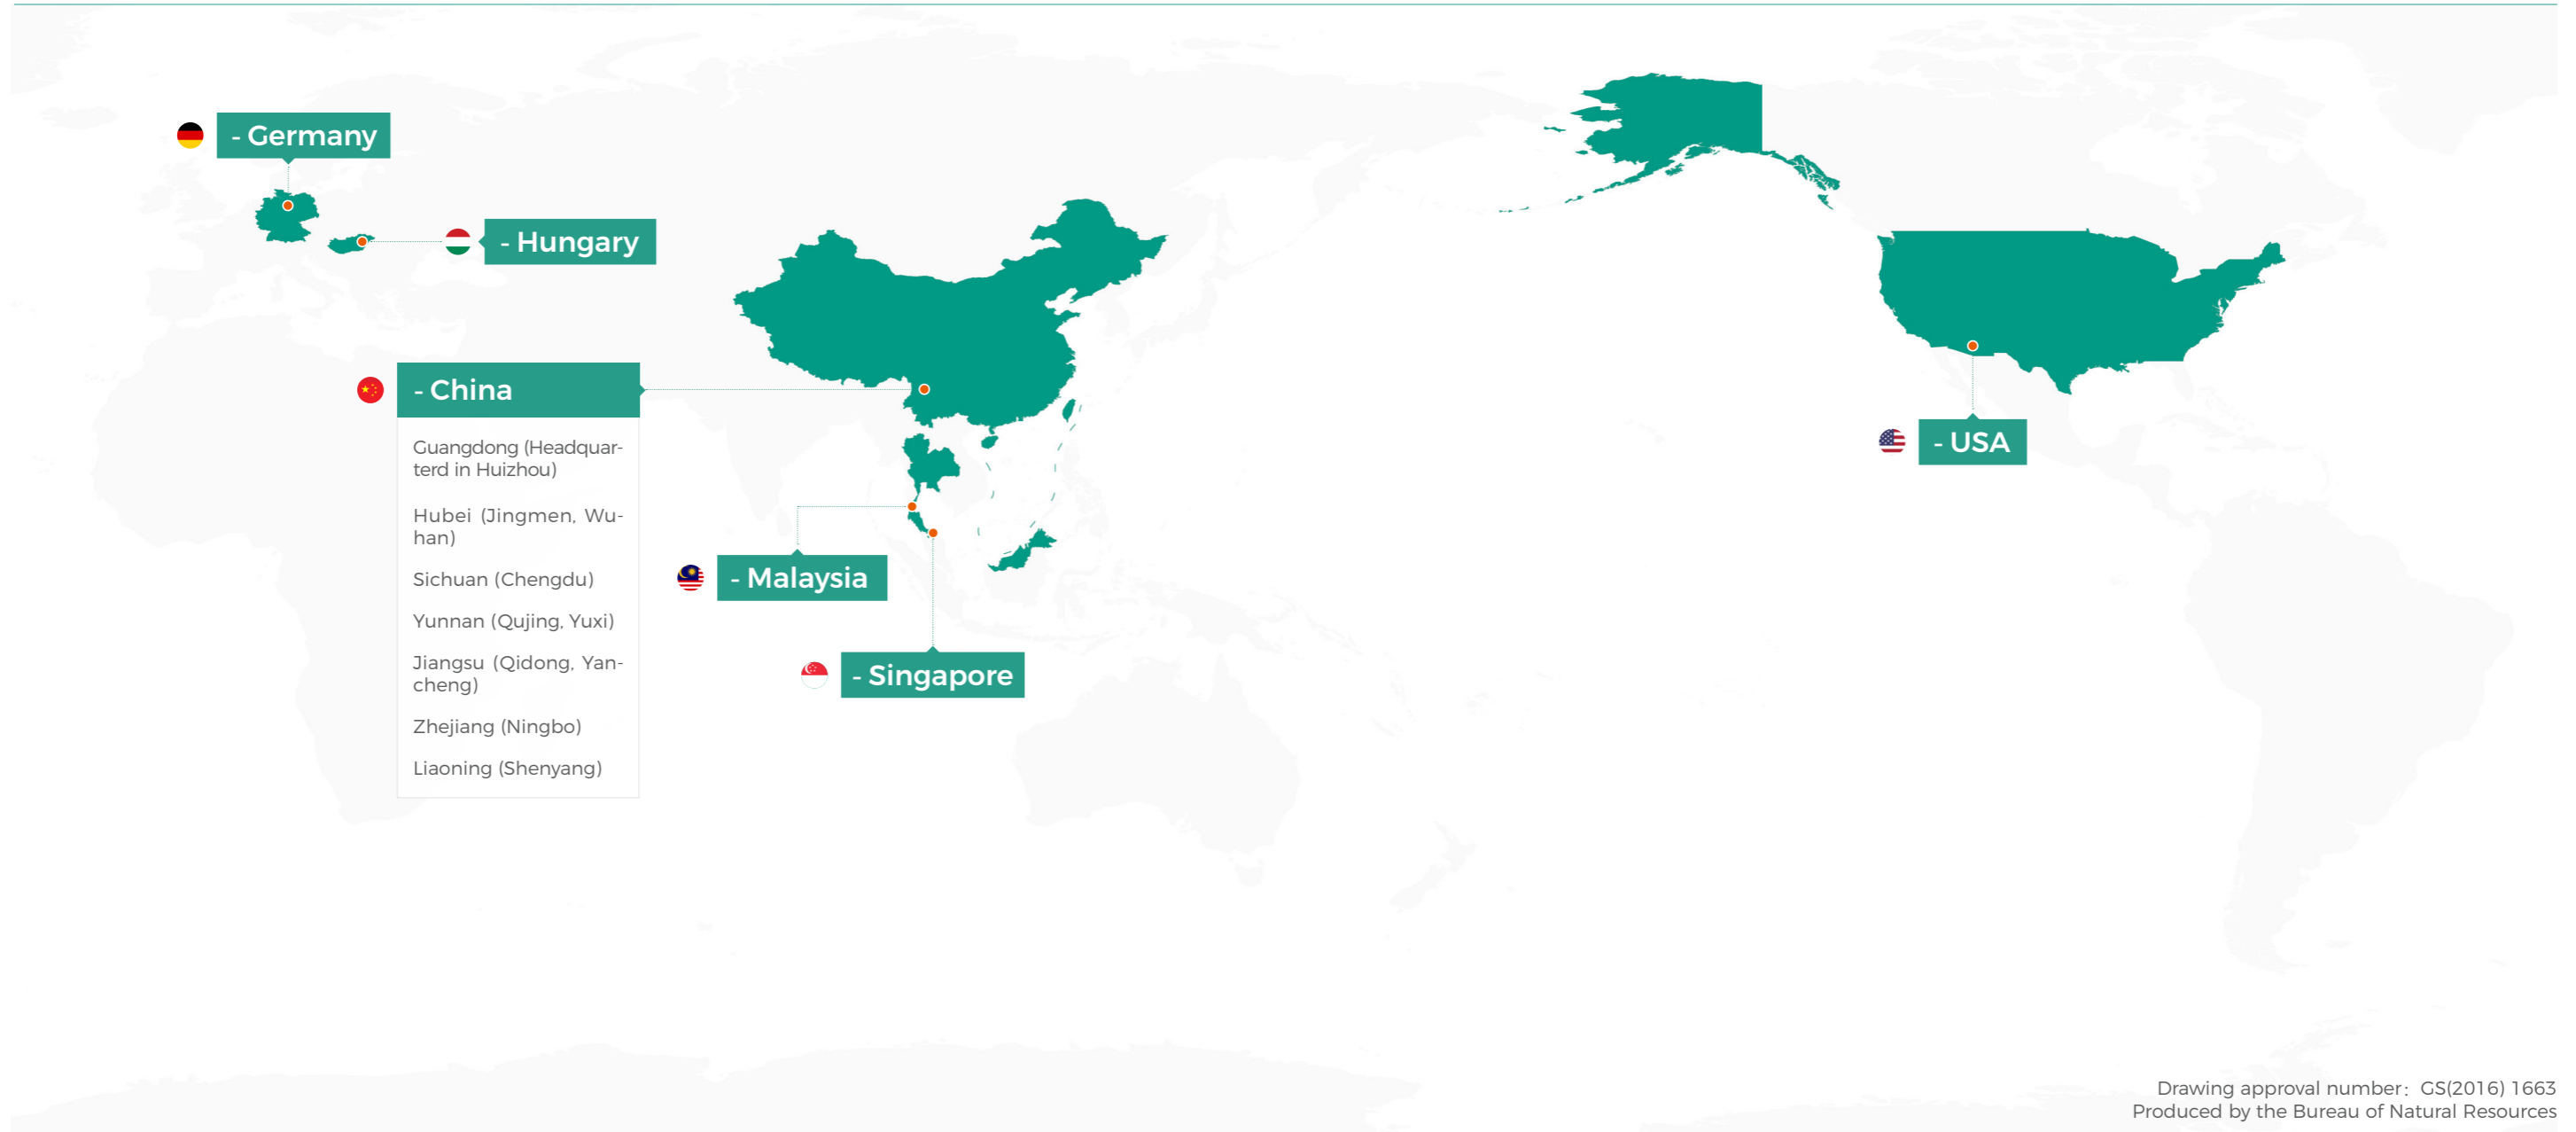 - Germany
- Hungary
- China
Guangdong (Headquar-
terd in Huizhou)
Hubei (Jingmen, Wu-
han)
Sichuan (Chengdu)
Yunnan (Qujing, Yuxi)
Jiangsu (Qidong, Yan-
cheng)
Zhejiang (Ningbo)
Liaoning (Shenyang)
- Malaysia
- Singapore
- USA
Drawing approval number：GS(2016) 1663
Produced by the Bureau of Natural Resources